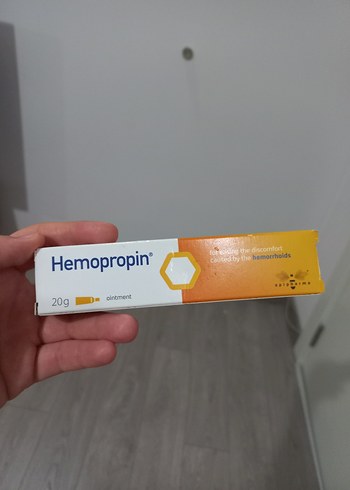 Hemopropin®
20g
ointment
for easing the discomfort
caused by the hemorrhoids